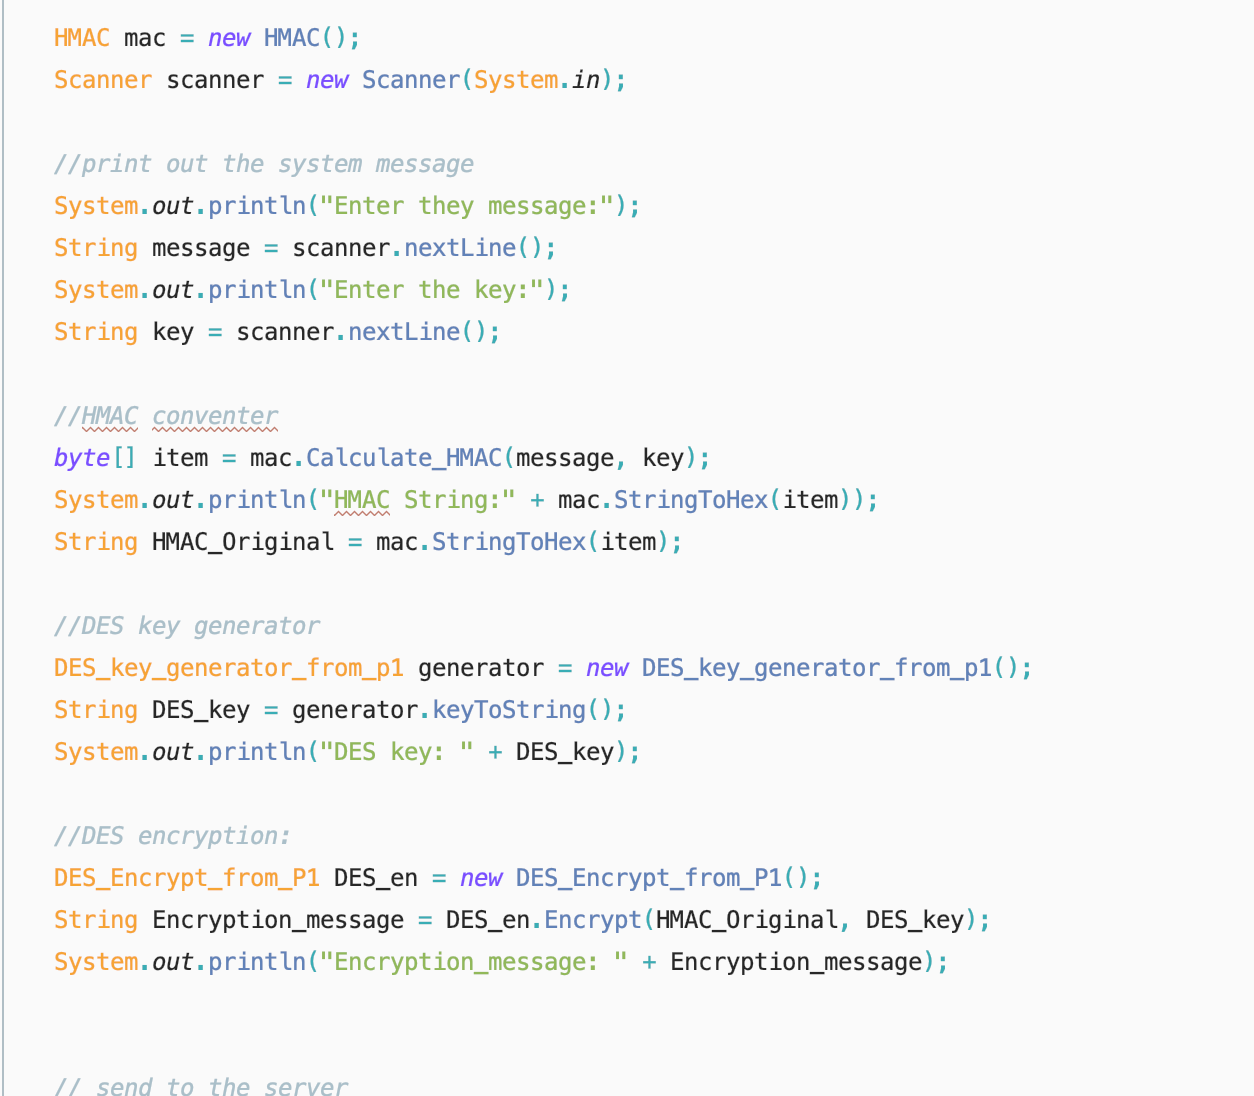 HMAC mac = new HMAC();
Scanner scanner = new Scanner(System.in);
//print out the system message
System.out.println("Enter they message:");
String message = scanner.nextLine();
System.out.println("Enter the key:");
String key = scanner.nextLine();
//HMAC conventer
byte[] item = mac.Calculate_HMAC(message, key);
System.out.println("HMAC String:" + mac.StringToHex(item));
String HMAC_Original = mac.StringToHex(item);
//DES key generator
DES_key_generator_from_p1 generator = new DES_key_generator_from_p1();
String DES_key = generator.keyToString();
System.out.println("DES key: " + DES_key);
//DES encryption:
DES_Encrypt_from_P1 DES_en = new DES_Encrypt_from_P1();
String Encryption_message = DES_en.Encrypt(HMAC_Original, DES_key);
System.out.println("Encryption_message: " + Encryption_message);
// send to the server